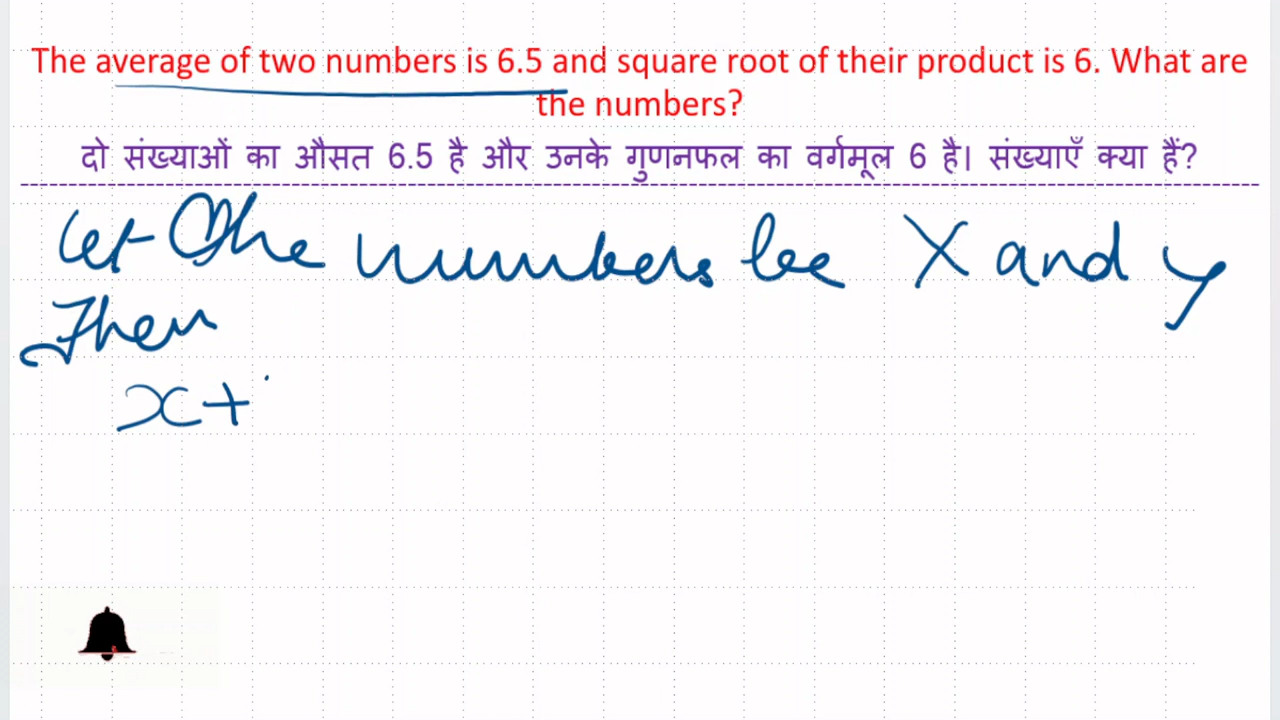 The average of two numbers is 6.5 and square root of their product is 6. What are
the numbers?
दो संख्याओं का औसत 6.5 है और उनके गुणनफल का वर्गमूल 6 है। संख्याएँ क्या हैं?
let the numbers be X and y
Then
x+